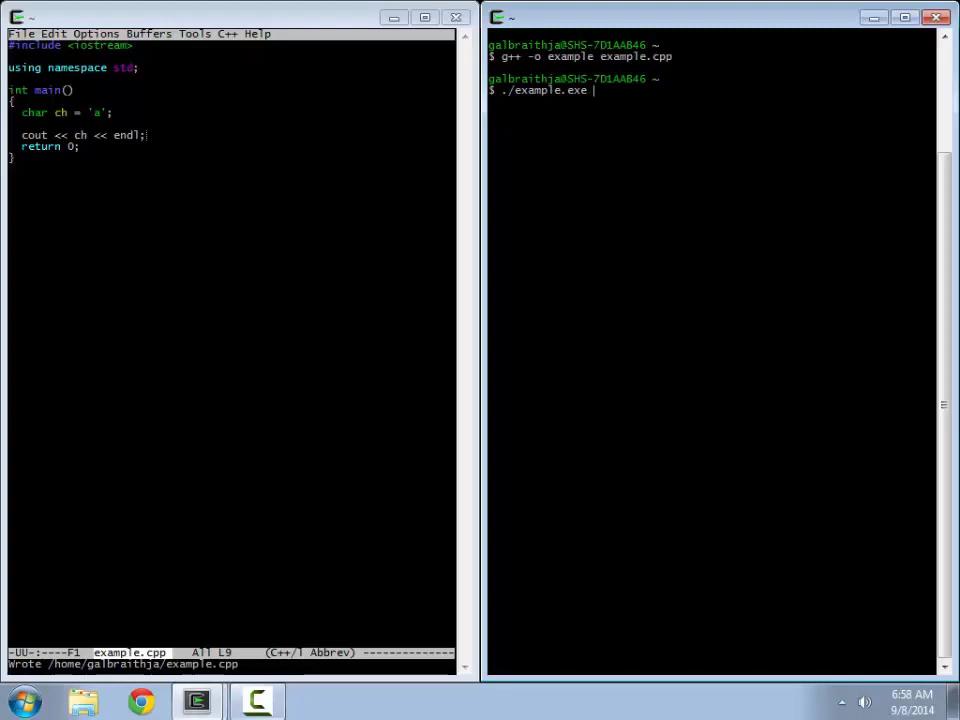 ~
File Edit Options Buffers Tools C++ Help
#include <iostream>
using namespace std;
int main()
{
char ch = 'a';
cout << ch << endl;
return 0;
}
-UU-:----F1 example.cpp All L9 (C++/l Abbrev) --------------
Wrote /home/galbraithja/example.cpp
~
galbraithja@SHS-7D1AAB46 ~
$ g++ -o example example.cpp
galbraithja@SHS-7D1AAB46 ~
$ ./example.exe
6:58 AM
9/8/2014